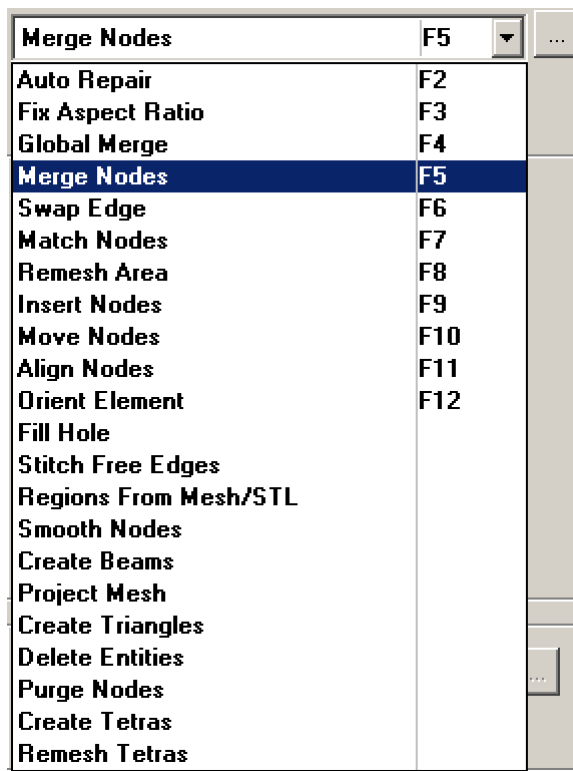 Merge Nodes F5 ...
Auto Repair F2
Fix Aspect Ratio F3
Global Merge F4
Merge Nodes F5
Swap Edge F6
Match Nodes F7
Remesh Area F8
Insert Nodes F9
Move Nodes F10
Align Nodes F11
Orient Element F12
Fill Hole
Stitch Free Edges
Regions From Mesh/STL
Smooth Nodes
Create Beams
Project Mesh
Create Triangles
Delete Entities
...
Purge Nodes
Create Tetras
Remesh Tetras